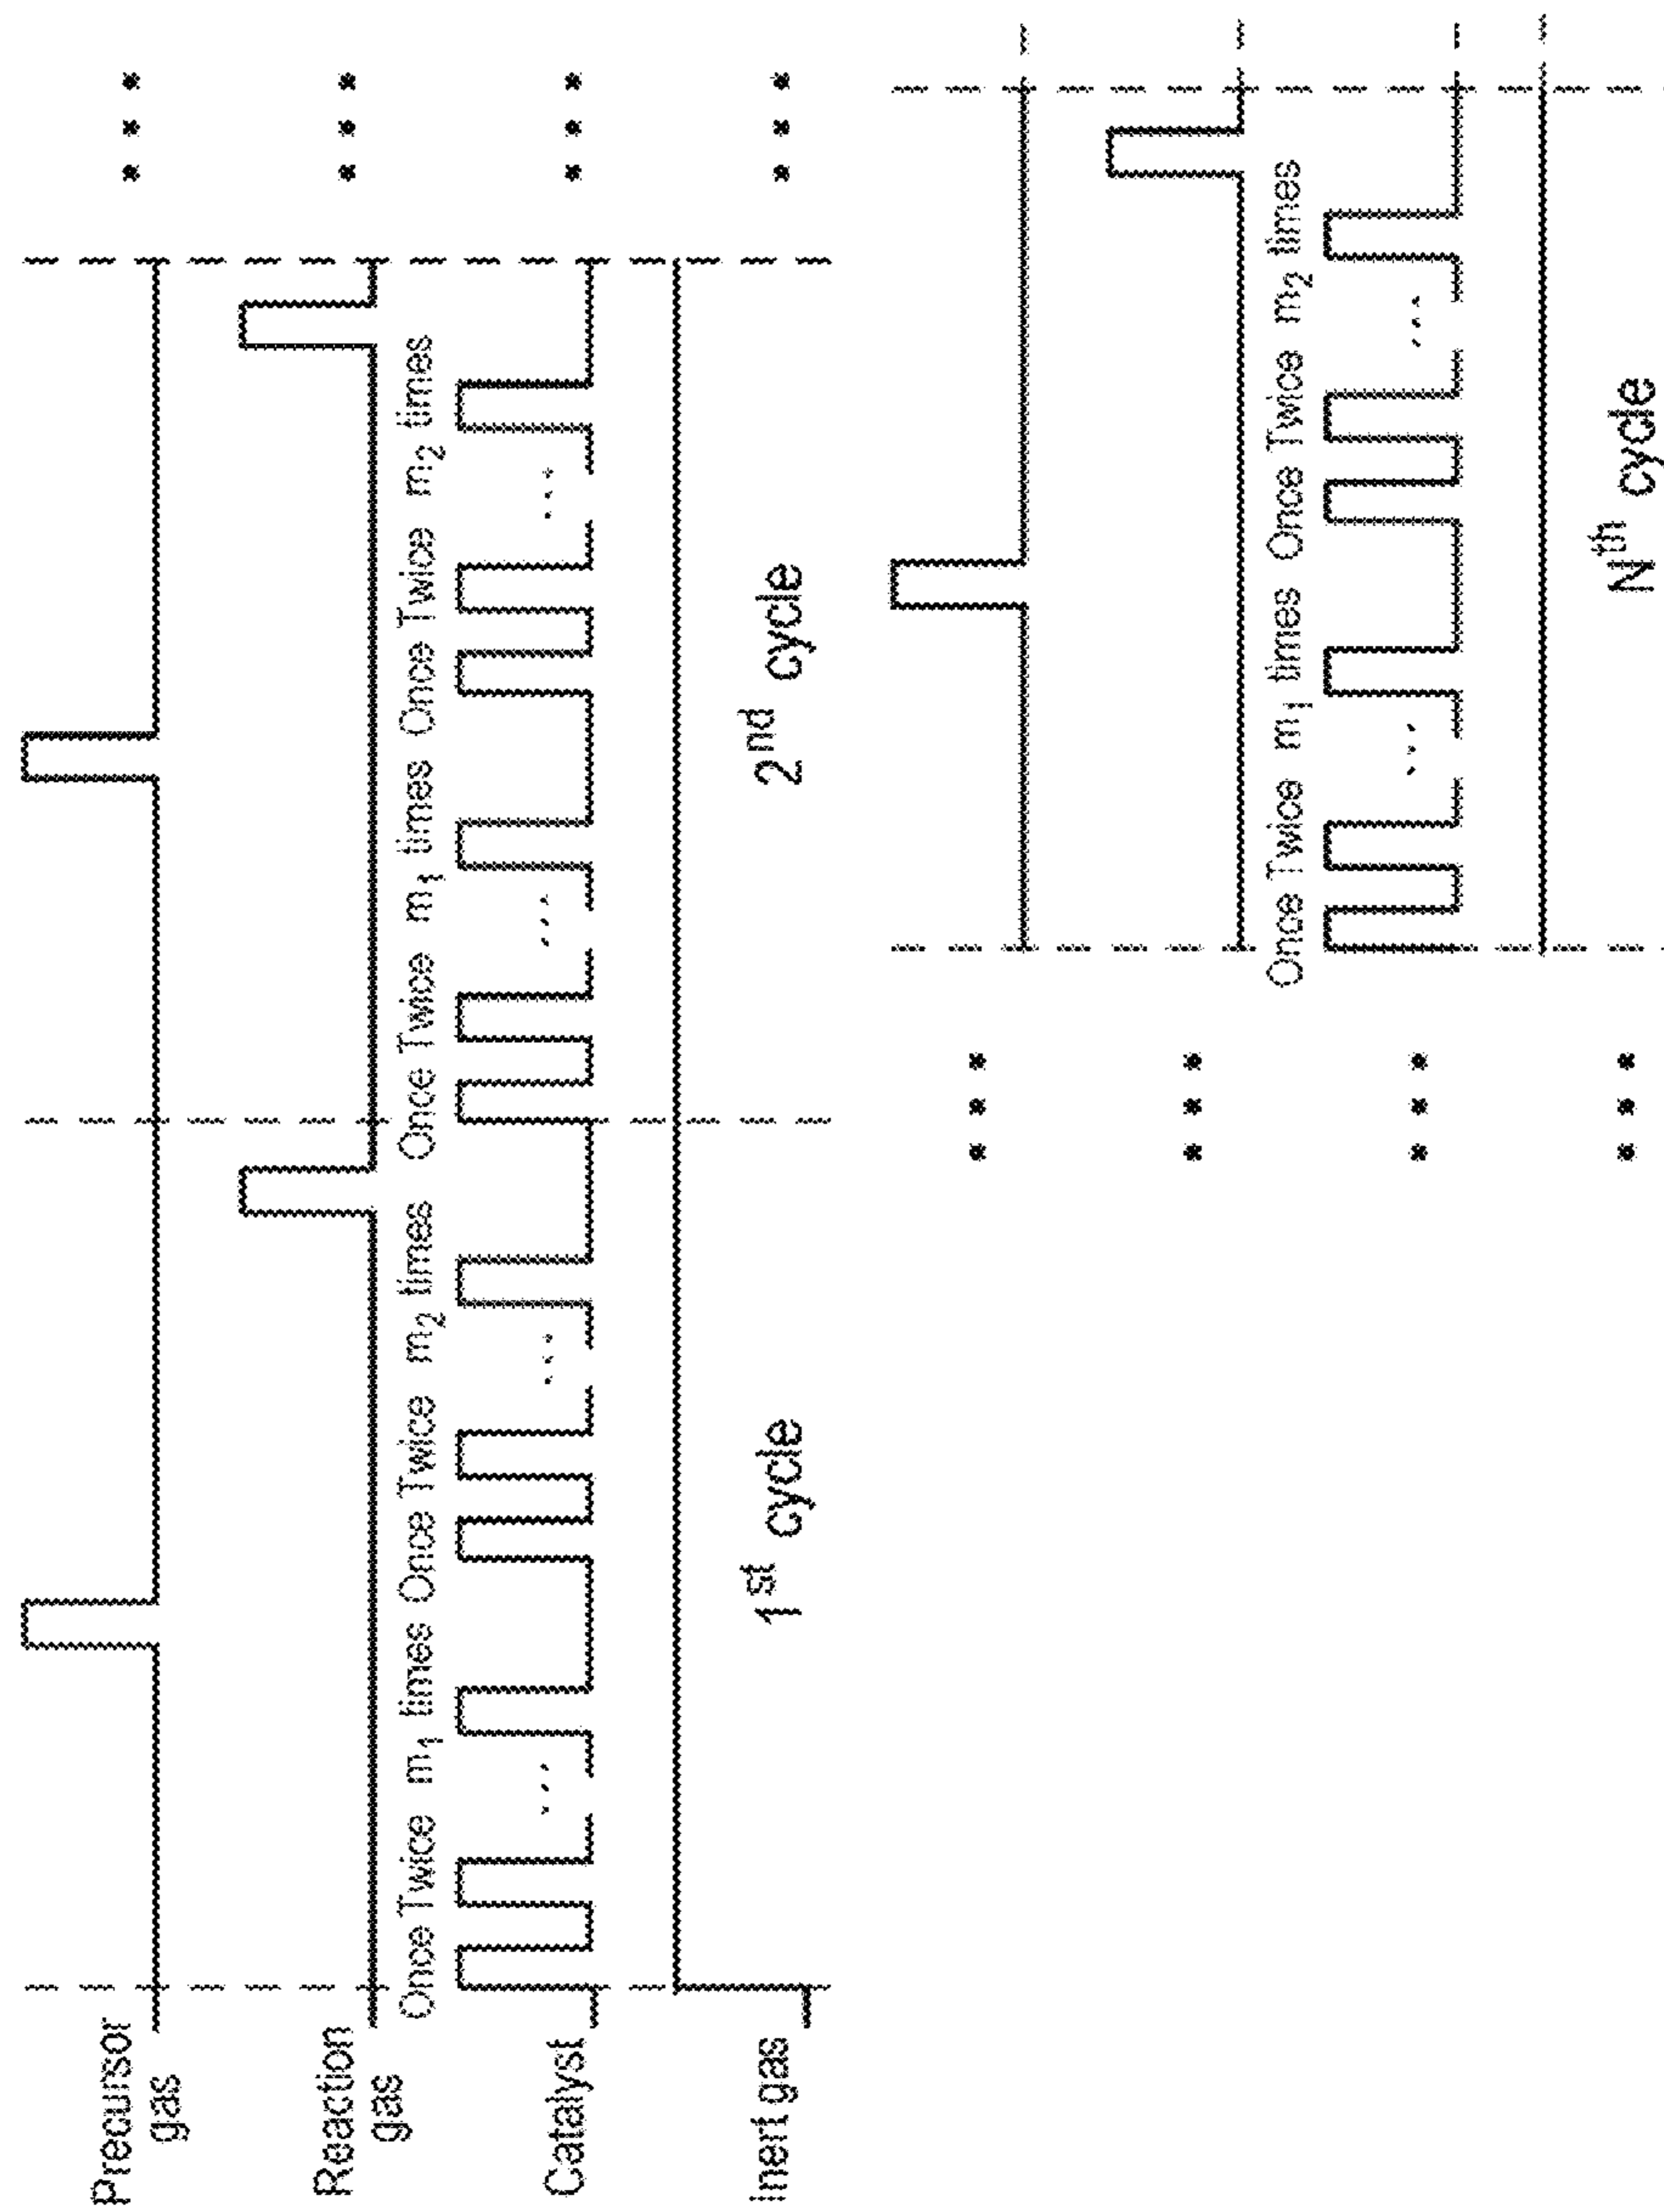 Precursor
gas
Reaction
gas
Once Twice m₁ times Once Twice m₂ times Once Twice m₁ times Once Twice m₂ times
Catalyst
Inert gas
1ˢᵗ cycle
2ⁿᵈ cycle
Once Twice m₁ times Once Twice m₂ times
Nᵗʰ cycle